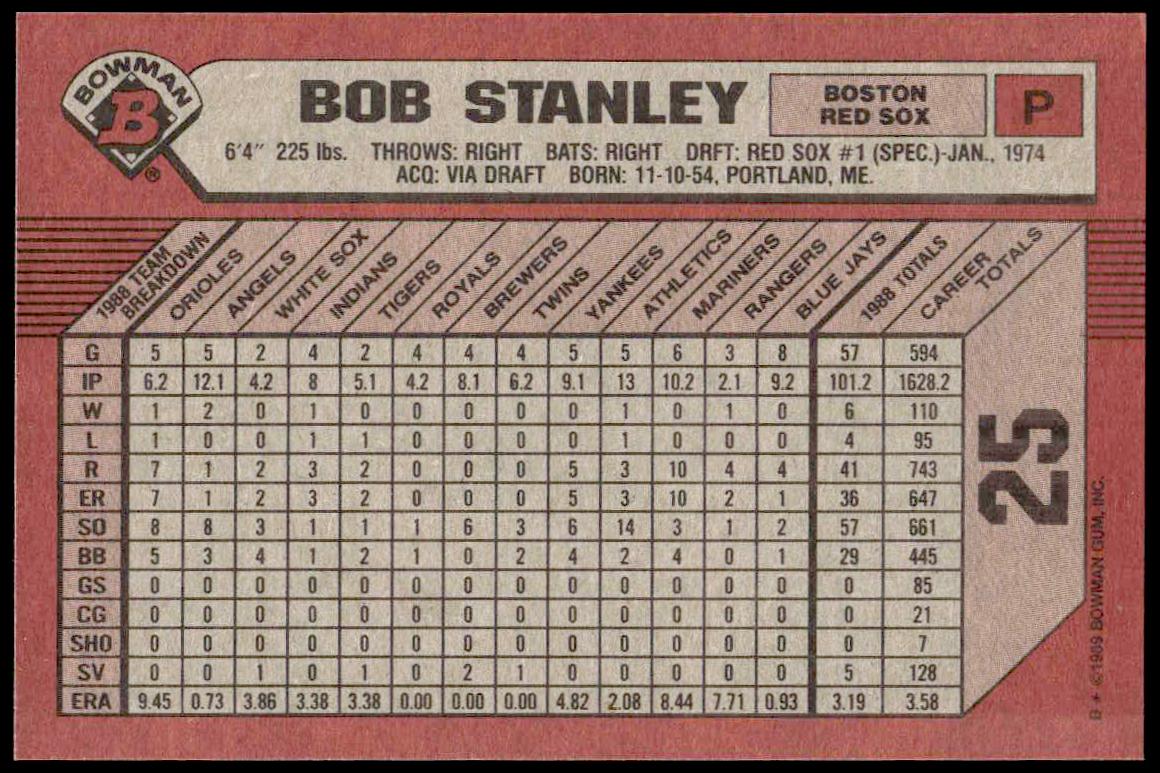 BOWMAN
B
®
BOB STANLEY
BOSTON
RED SOX
P
6'4" 225 lbs. THROWS: RIGHT BATS: RIGHT DRFT: RED SOX #1 (SPEC.)-JAN., 1974
ACQ: VIA DRAFT BORN: 11-10-54, PORTLAND, ME.
1988 TEAM BREAKDOWN ORIOLES ANGELS WHITE SOX INDIANS TIGERS ROYALS BREWERS TWINS YANKEES ATHLETICS MARINERS RANGERS BLUE JAYS 1988 TOTALS CAREER TOTALS
G 5 5 2 4 2 4 4 4 5 5 6 3 8 57 594
IP 6.2 12.1 4.2 8 5.1 4.2 8.1 6.2 9.1 13 10.2 2.1 9.2 101.2 1628.2
W 1 2 0 1 0 0 0 0 0 1 0 1 0 6 110
L 1 0 0 1 1 0 0 0 0 1 0 0 0 4 95
R 7 1 2 3 2 0 0 0 5 3 10 4 4 41 743
ER 7 1 2 3 2 0 0 0 5 3 10 2 1 36 647
SO 8 8 3 1 1 1 6 3 6 14 3 1 2 57 661
BB 5 3 4 1 2 1 0 2 4 2 4 0 1 29 445
GS 0 0 0 0 0 0 0 0 0 0 0 0 0 0 85
CG 0 0 0 0 0 0 0 0 0 0 0 0 0 0 21
SHO 0 0 0 0 0 0 0 0 0 0 0 0 0 0 7
SV 0 0 1 0 1 0 2 1 0 0 0 0 0 5 128
ERA 9.45 0.73 3.86 3.38 3.38 0.00 0.00 0.00 4.82 2.08 8.44 7.71 0.93 3.19 3.58
25
B * ©1989 BOWMAN GUM, INC.